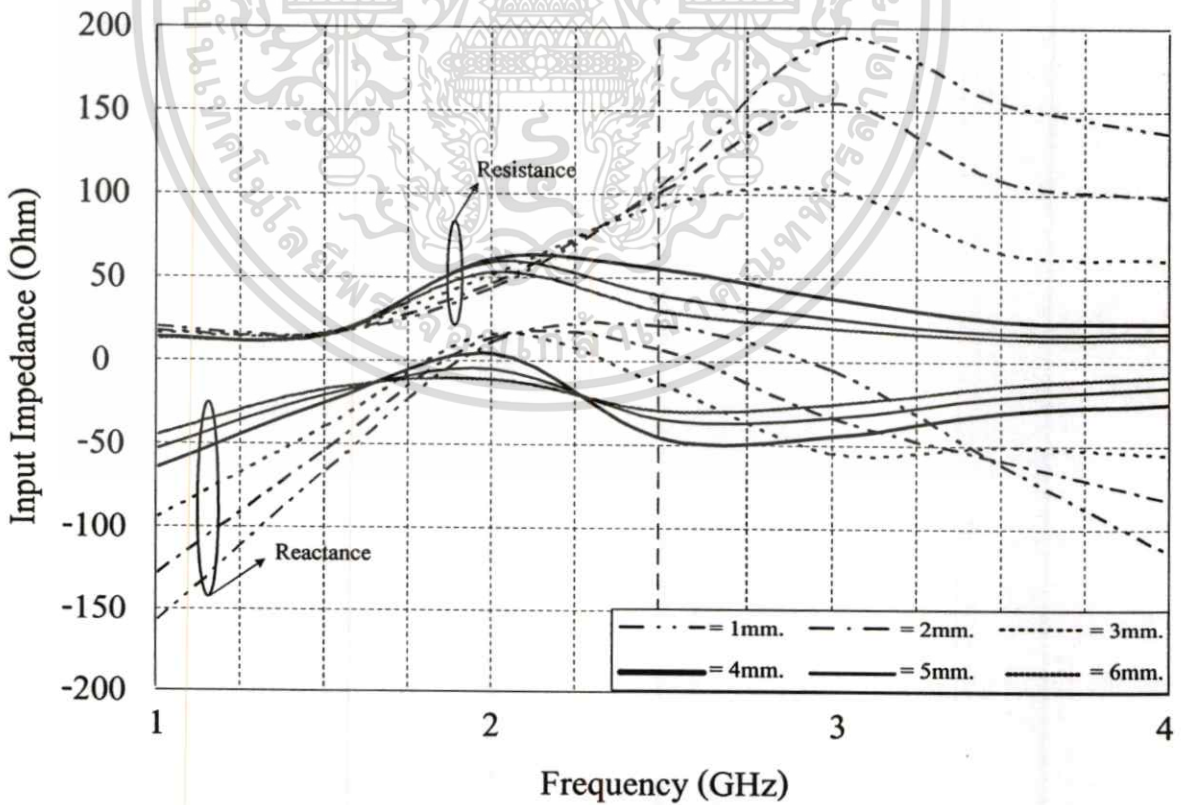 200
150
100
50
0
-50
-100
-150
-200
Input Impedance (Ohm)
Resistance
Reactance
= 1mm. = 2mm. = 3mm.
= 4mm. = 5mm. = 6mm.
1 2 3 4
Frequency (GHz)